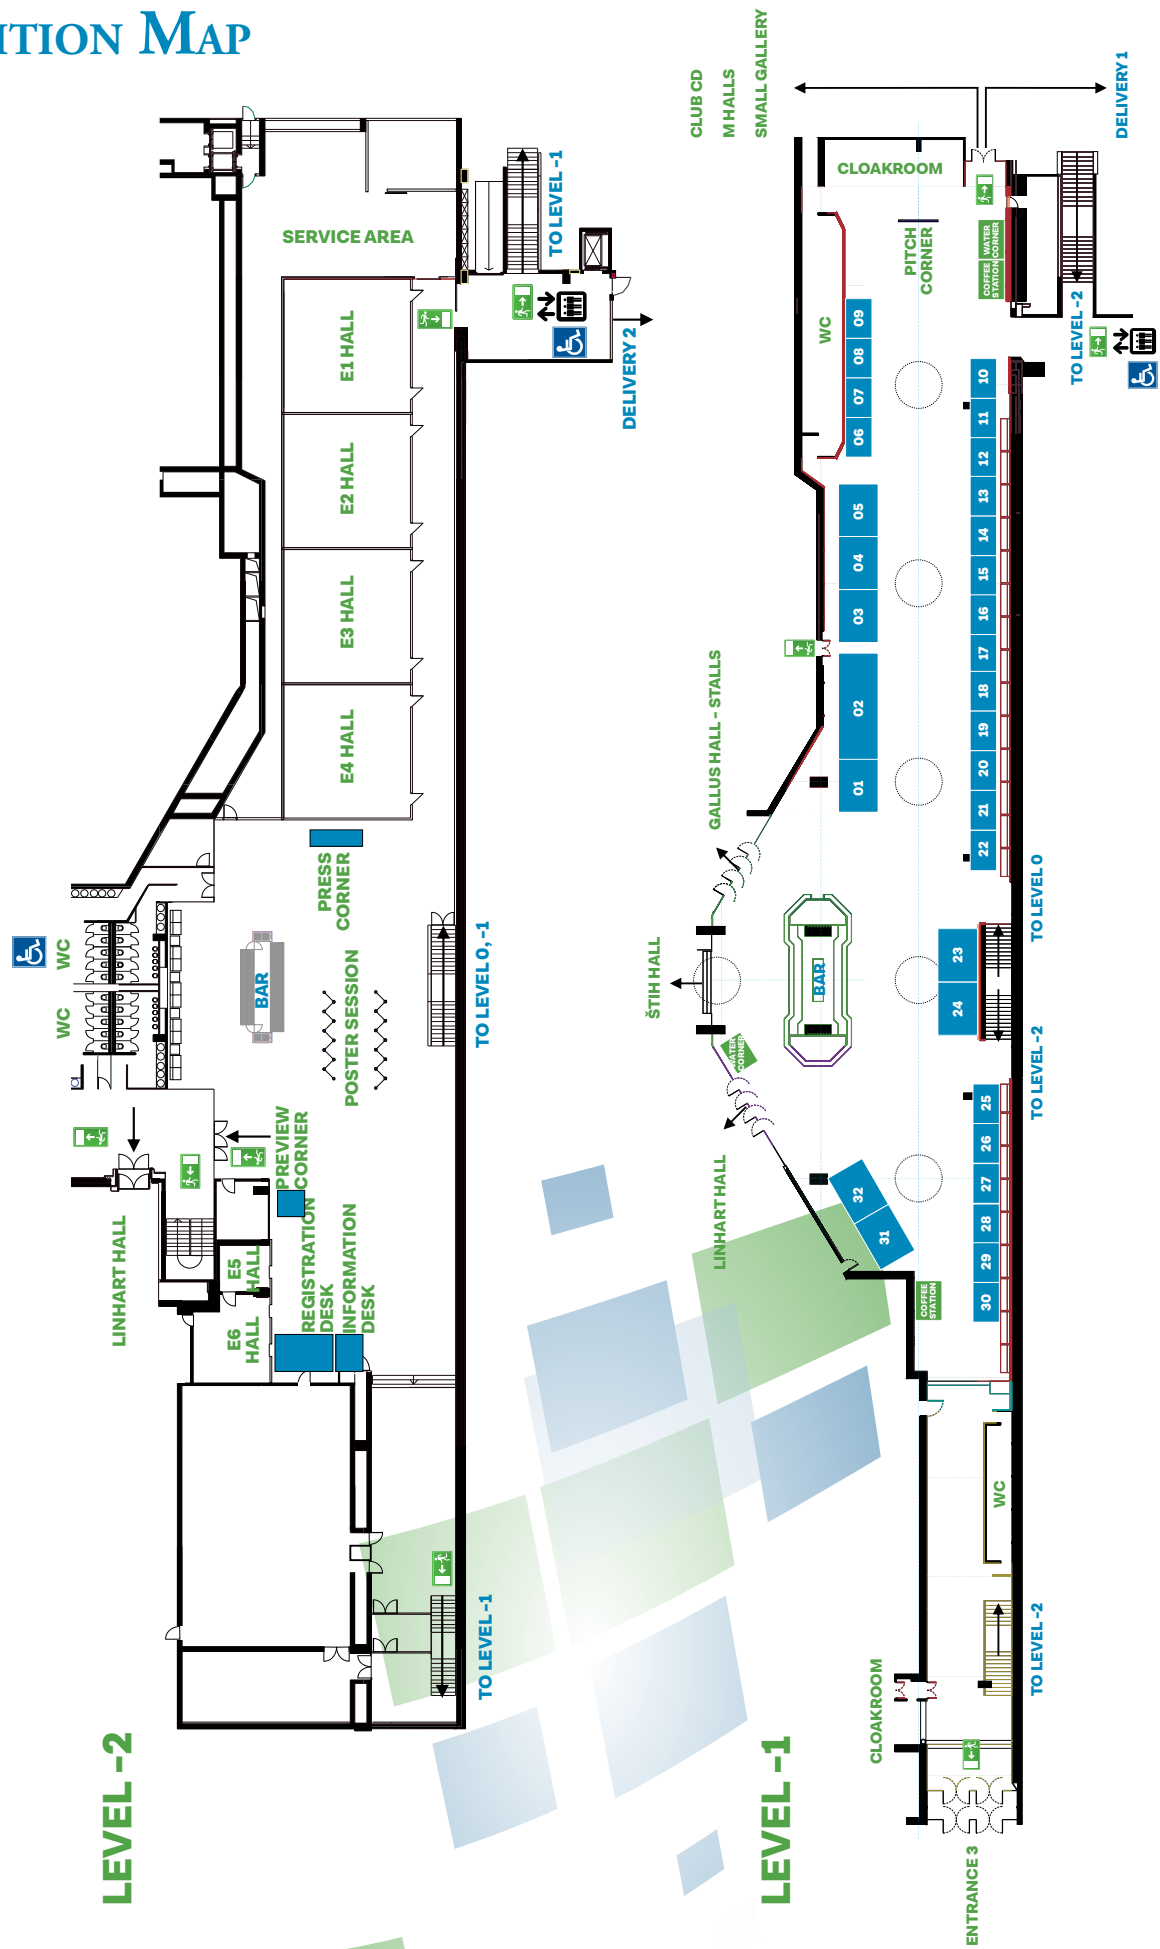 ITION MAP
LEVEL -2
SERVICE AREA
TO LEVEL -1
DELIVERY 2
E1 HALL
E2 HALL
E3 HALL
E4 HALL
PRESS
CORNER
WC
WC
BAR
POSTER SESSION
TO LEVEL 0, -1
PREVIEW
CORNER
LINHART HALL
E5
HALL
E6
HALL
REGISTRATION
DESK
INFORMATION
DESK
TO LEVEL -1
LEVEL -1
CLUB CD
M HALLS
SMALL GALLERY
DELIVERY 1
CLOAKROOM
PITCH
CORNER
COFFEE
STATION
WATER
CORNER
WC
TO LEVEL -2
09
08
07
06
05
04
03
02
01
10
11
12
13
14
15
16
17
18
19
20
21
22
GALLUS HALL - STALLS
ŠTIH HALL
BAR
WATER
CORNER
LINHART HALL
TO LEVEL 0
23
24
TO LEVEL -2
25
26
27
28
29
30
32
31
COFFEE
STATION
WC
TO LEVEL -2
CLOAKROOM
ENTRANCE 3